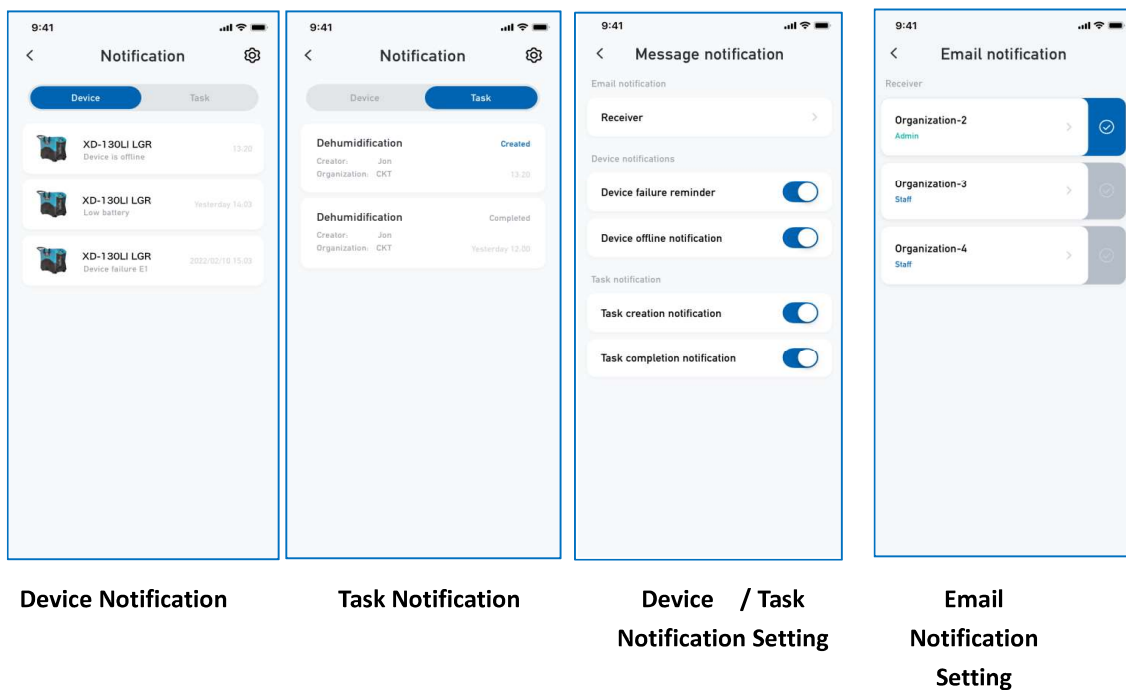 9:41
Notification
Device
Task
XD-130LI LGR
Device is offline
13:20
XD-130LI LGR
Low battery
Yesterday 14:03
XD-130LI LGR
Device failure E1
2022/02/10 15:03
9:41
Notification
Device
Task
Dehumidification
Created
Creator: Jon
Organization: CKT
13:20
Dehumidification
Completed
Creator: Jon
Organization: CKT
Yesterday 12:00
9:41
Message notification
Email notification
Receiver
Device notifications
Device failure reminder
Device offline notification
Task notification
Task creation notification
Task completion notification
9:41
Email notification
Receiver
Organization-2
Admin
Organization-3
Staff
Organization-4
Staff
Device Notification
Task Notification
Device / Task
Notification Setting
Email
Notification
Setting